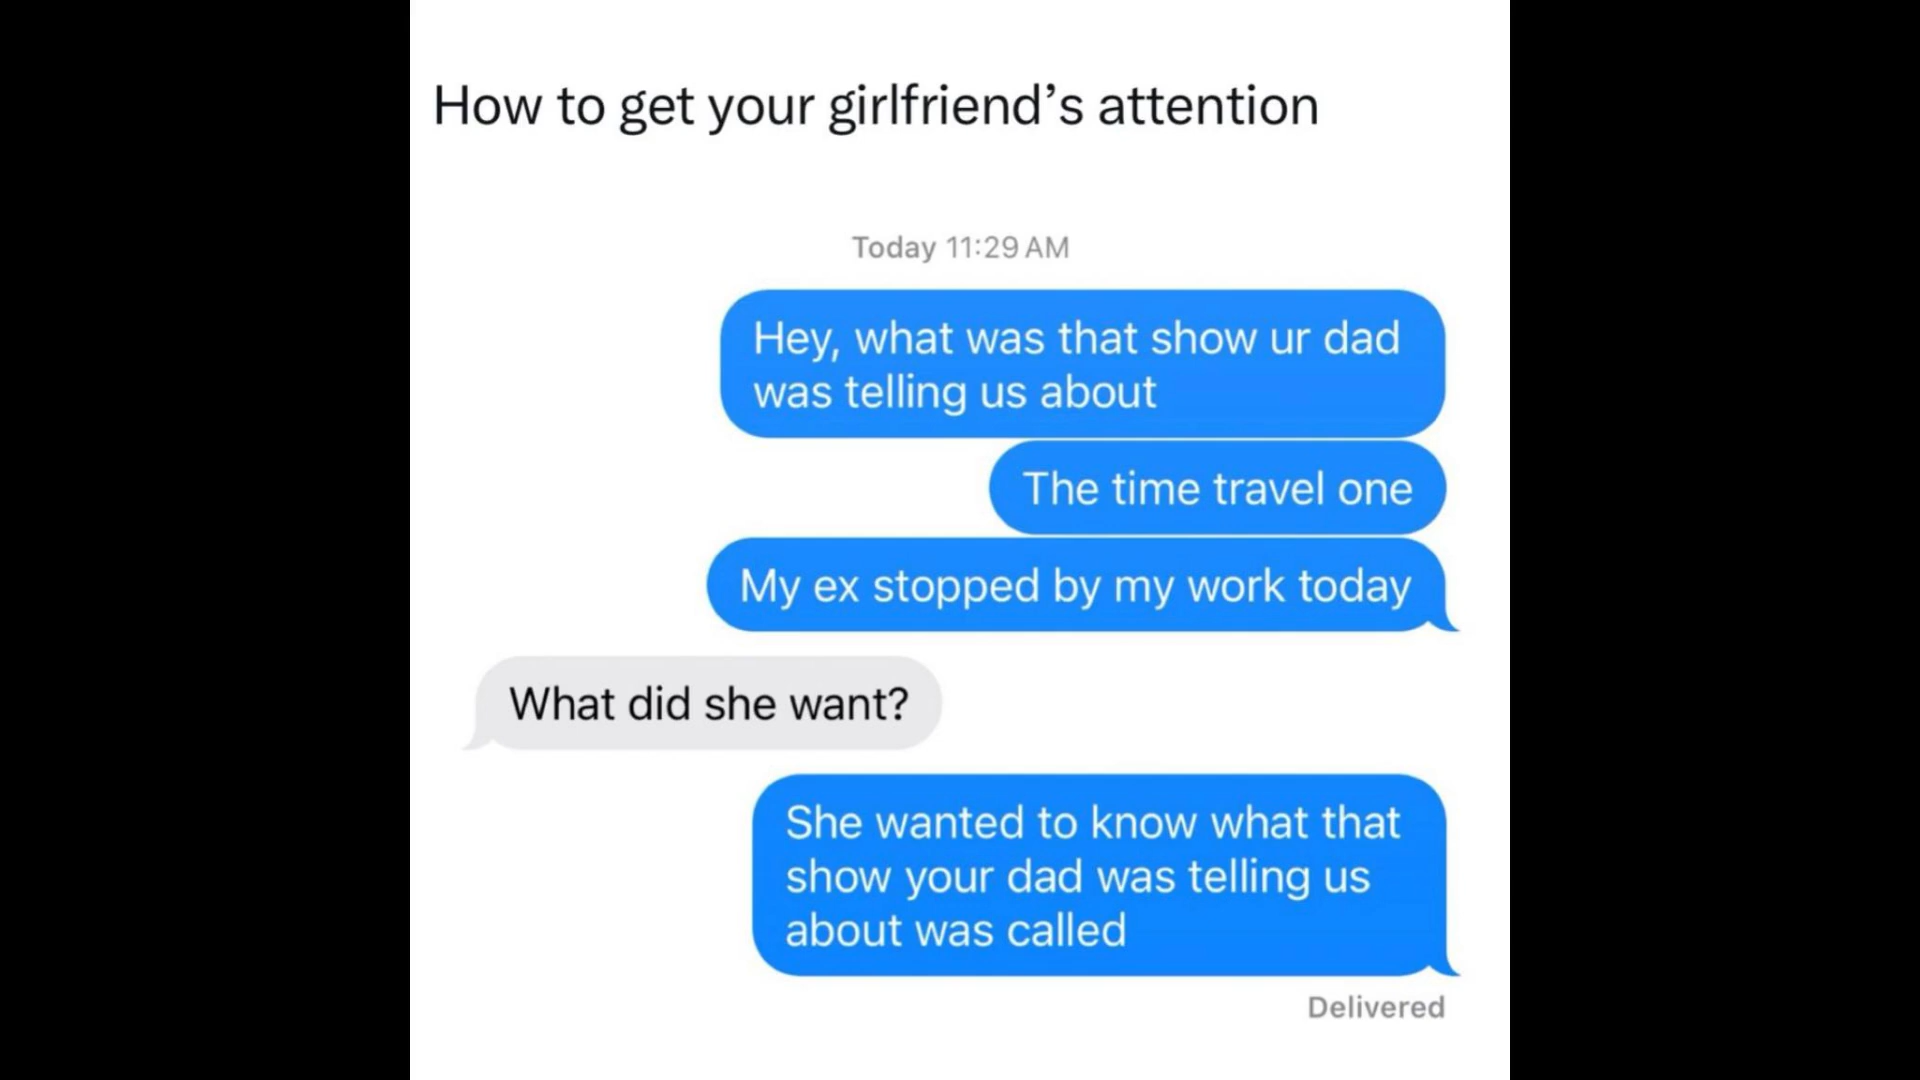 How to get your girlfriend’s attention
Today 11:29 AM
Hey, what was that show ur dad
was telling us about
The time travel one
My ex stopped by my work today
What did she want?
She wanted to know what that
show your dad was telling us
about was called
Delivered